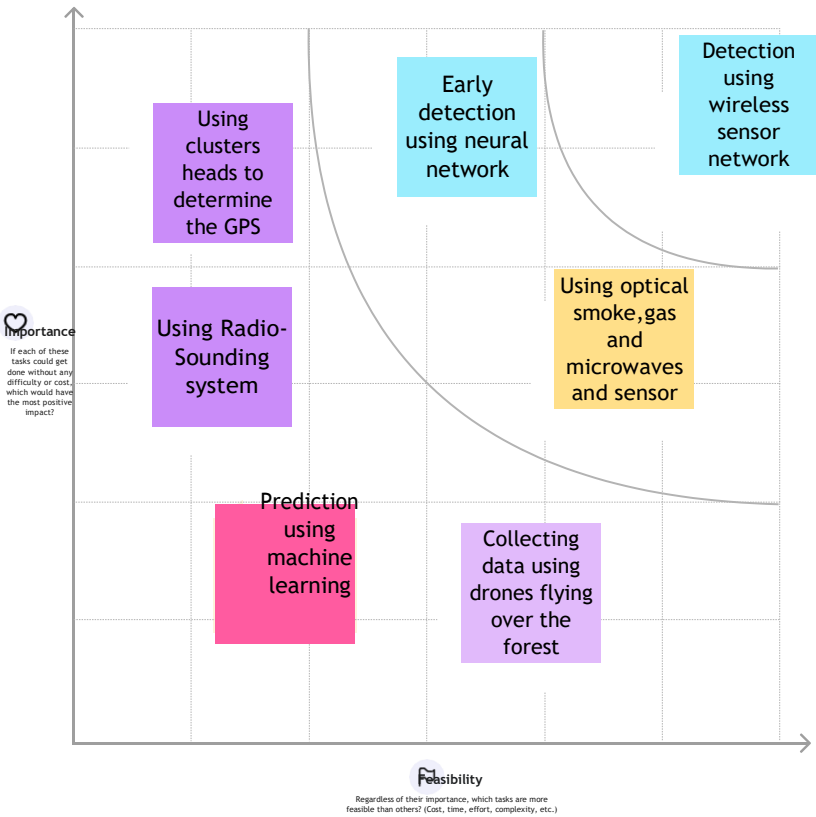 Detection
using
wireless
sensor
network
Early
detection
using neural
network
Using
clusters
heads to
determine
the GPS
Using optical
smoke,gas
and
microwaves
and sensor
Using Radio-
Sounding
system
Importance
If each of these
tasks could get
done without any
difficulty or cost,
which would have
the most positive
impact?
Prediction
using
machine
learning
Collecting
data using
drones flying
over the
forest
Feasibility
Regardless of their importance, which tasks are more
feasible than others? (Cost, time, effort, complexity, etc.)